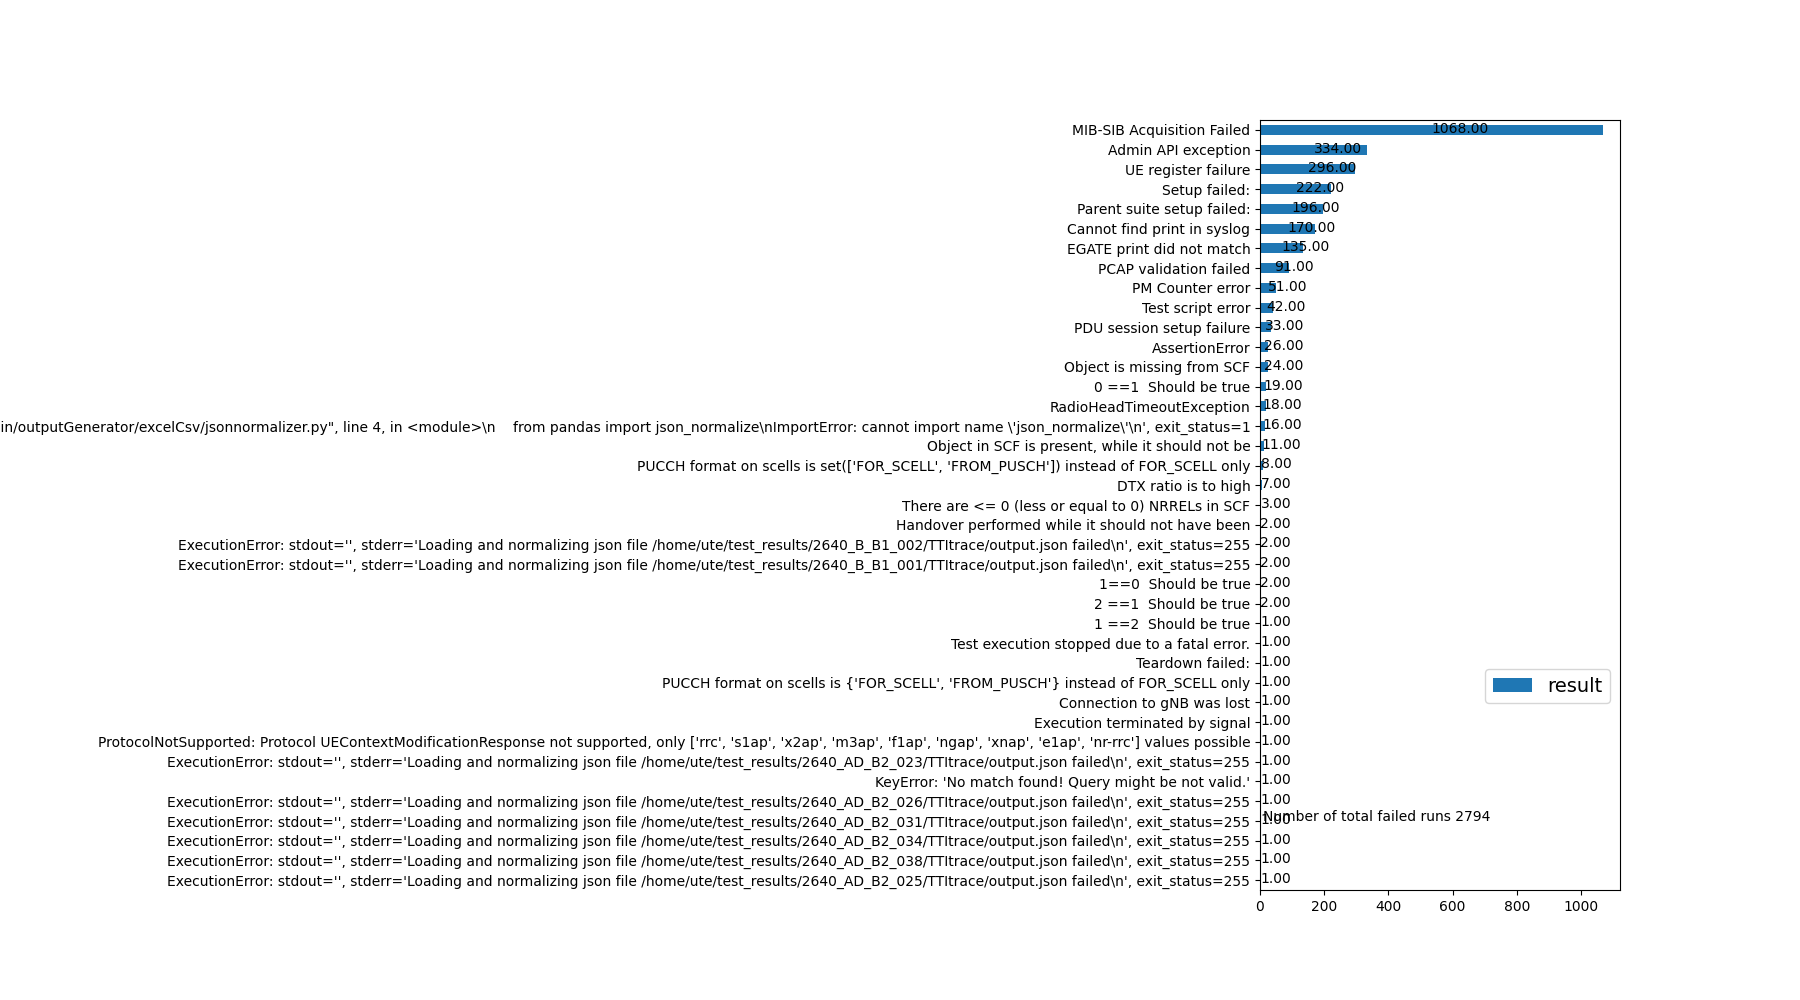 MIB-SIB Acquisition Failed 1068.00
Admin API exception 334.00
UE register failure 296.00
Setup failed: 222.00
Parent suite setup failed: 196.00
Cannot find print in syslog 170.00
EGATE print did not match 135.00
PCAP validation failed 91.00
PM Counter error 51.00
Test script error 42.00
PDU session setup failure 33.00
AssertionError 26.00
Object is missing from SCF 24.00
0 ==1  Should be true 19.00
RadioHeadTimeoutException 18.00
in/outputGenerator/excelCsv/jsonnormalizer.py", line 4, in <module>\n    from pandas import json_normalize\nImportError: cannot import name \'json_normalize\'\n', exit_status=1 16.00
Object in SCF is present, while it should not be 11.00
PUCCH format on scells is set(['FOR_SCELL', 'FROM_PUSCH']) instead of FOR_SCELL only 8.00
DTX ratio is to high 7.00
There are <= 0 (less or equal to 0) NRRELs in SCF 3.00
Handover performed while it should not have been 2.00
ExecutionError: stdout='', stderr='Loading and normalizing json file /home/ute/test_results/2640_B_B1_002/TTItrace/output.json failed\n', exit_status=255 2.00
ExecutionError: stdout='', stderr='Loading and normalizing json file /home/ute/test_results/2640_B_B1_001/TTItrace/output.json failed\n', exit_status=255 2.00
1==0  Should be true 2.00
2 ==1  Should be true 2.00
1 ==2  Should be true 1.00
Test execution stopped due to a fatal error. 1.00
Teardown failed: 1.00
PUCCH format on scells is {'FOR_SCELL', 'FROM_PUSCH'} instead of FOR_SCELL only 1.00
result
Connection to gNB was lost 1.00
Execution terminated by signal 1.00
ProtocolNotSupported: Protocol UEContextModificationResponse not supported, only ['rrc', 's1ap', 'x2ap', 'm3ap', 'f1ap', 'ngap', 'xnap', 'e1ap', 'nr-rrc'] values possible 1.00
ExecutionError: stdout='', stderr='Loading and normalizing json file /home/ute/test_results/2640_AD_B2_023/TTItrace/output.json failed\n', exit_status=255 1.00
KeyError: 'No match found! Query might be not valid.' 1.00
ExecutionError: stdout='', stderr='Loading and normalizing json file /home/ute/test_results/2640_AD_B2_026/TTItrace/output.json failed\n', exit_status=255 1.00
Number of total failed runs 2794
ExecutionError: stdout='', stderr='Loading and normalizing json file /home/ute/test_results/2640_AD_B2_031/TTItrace/output.json failed\n', exit_status=255 1.00
ExecutionError: stdout='', stderr='Loading and normalizing json file /home/ute/test_results/2640_AD_B2_034/TTItrace/output.json failed\n', exit_status=255 1.00
ExecutionError: stdout='', stderr='Loading and normalizing json file /home/ute/test_results/2640_AD_B2_038/TTItrace/output.json failed\n', exit_status=255 1.00
ExecutionError: stdout='', stderr='Loading and normalizing json file /home/ute/test_results/2640_AD_B2_025/TTItrace/output.json failed\n', exit_status=255 1.00
0 200 400 600 800 1000